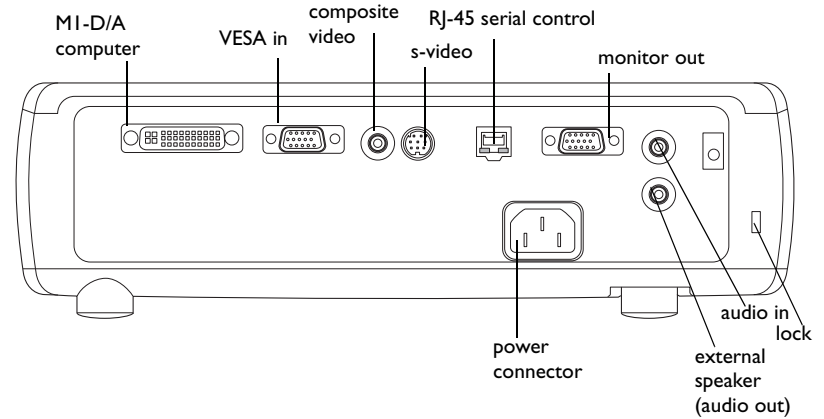 M1-D/A
computer
VESA in
composite
video
s-video
RJ-45 serial control
monitor out
power
connector
audio in
lock
external
speaker
(audio out)